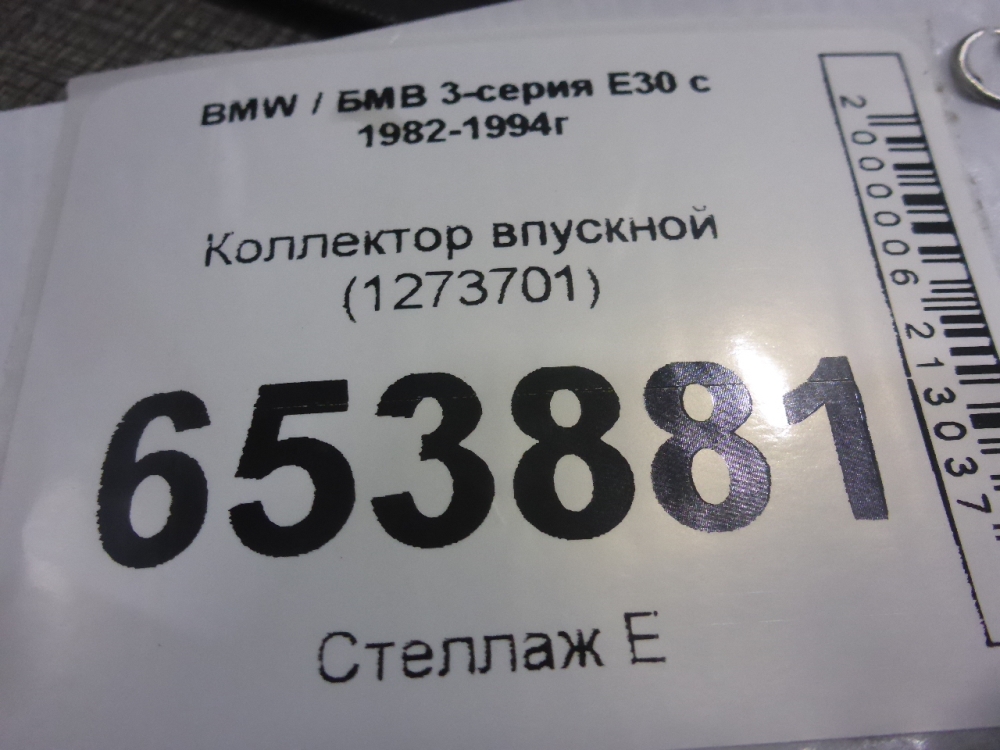 BMW / БМВ 3-серия E30 с
1982-1994г
Коллектор впускной
(1273701)
653881
Стеллаж Е
2000006213037